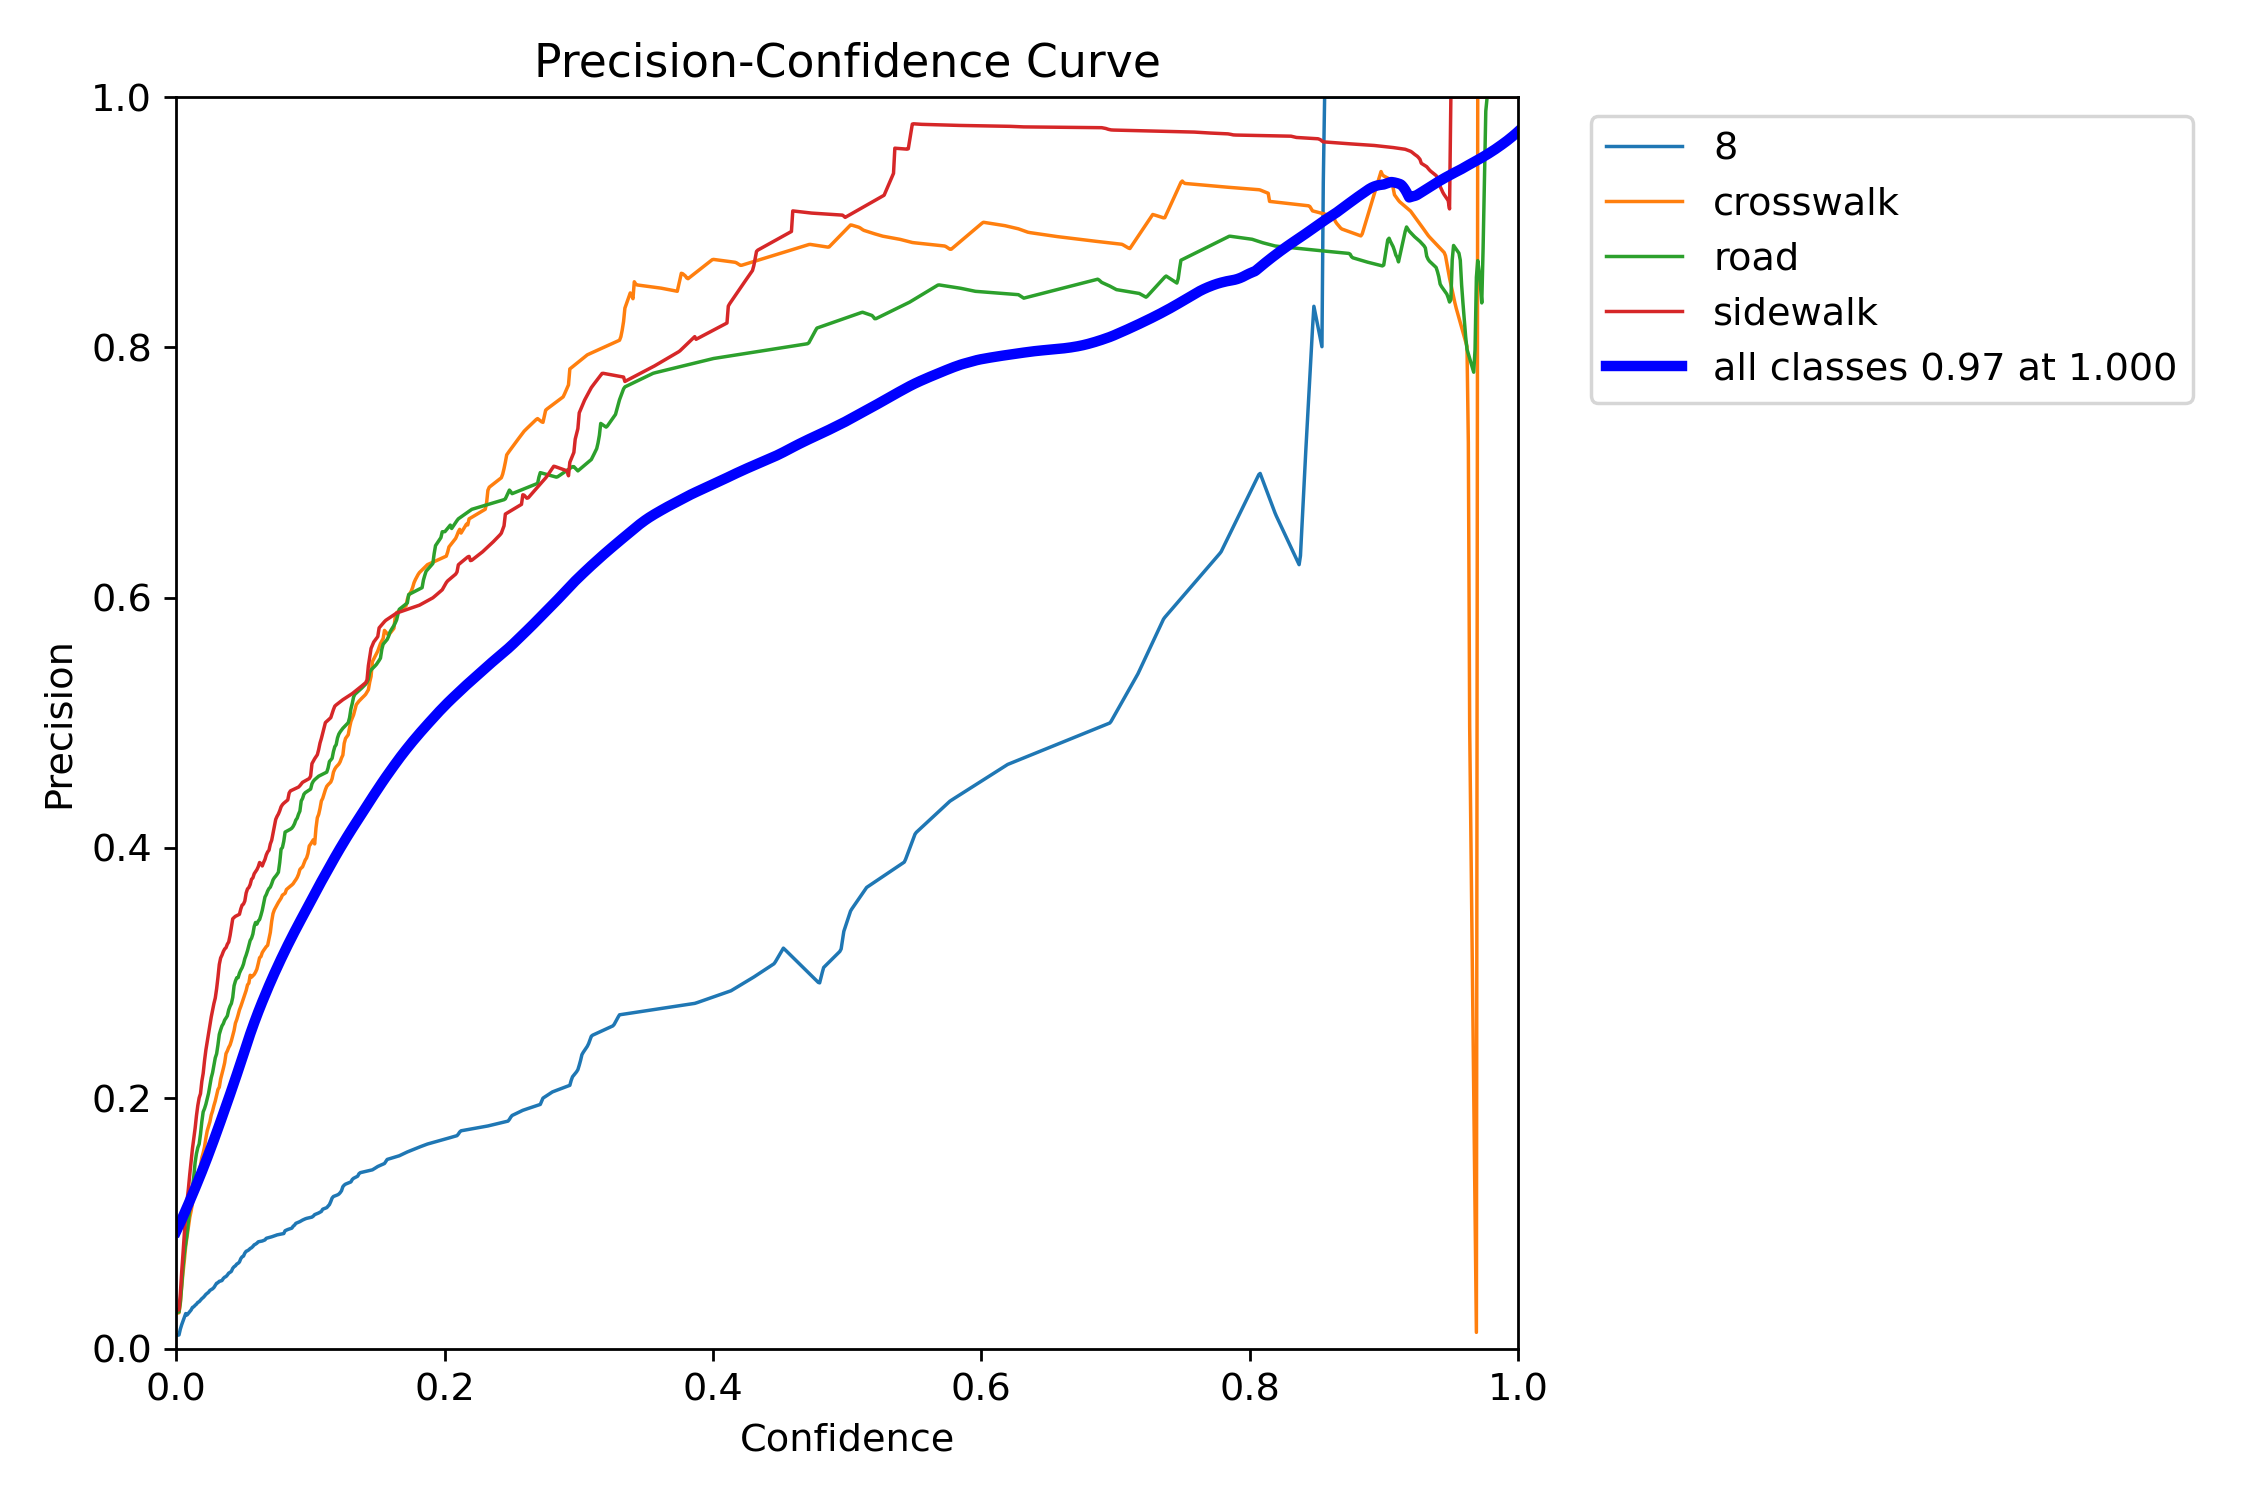 Precision-Confidence Curve
1.0
0.8
0.6
0.4
0.2
0.0
Precision
0.0 0.2 0.4 0.6 0.8 1.0
Confidence
8
crosswalk
road
sidewalk
all classes 0.97 at 1.000